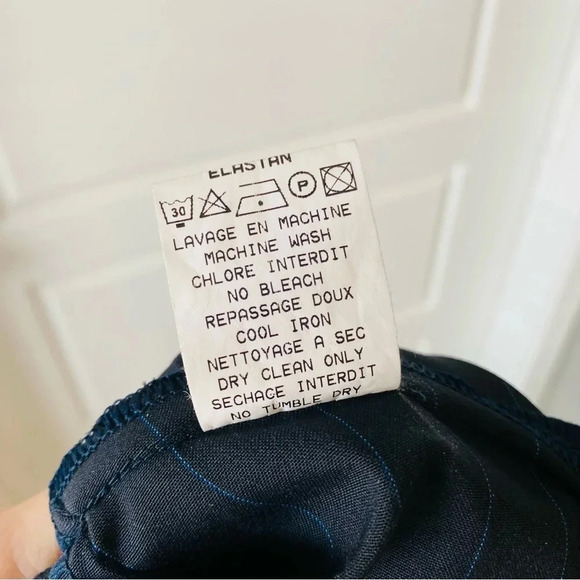 ELASTAN
30 P
LAVAGE EN MACHINE
MACHINE WASH
CHLORE INTERDIT
NO BLEACH
REPASSAGE DOUX
COOL IRON
NETTOYAGE A SEC
DRY CLEAN ONLY
SECHAGE INTERDIT
NO TUMBLE DRY